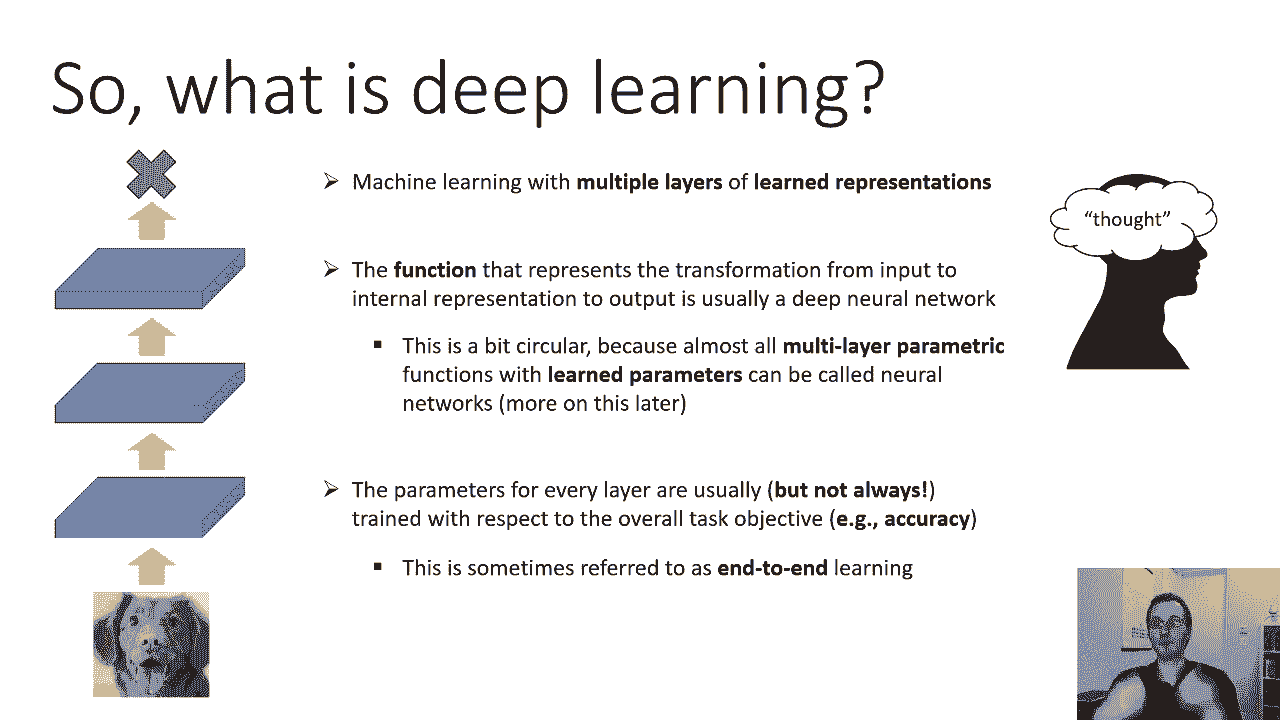 So, what is deep learning?
➢ Machine learning with multiple layers of learned representations
"thought"
➢ The function that represents the transformation from input to
internal representation to output is usually a deep neural network
▪ This is a bit circular, because almost all multi-layer parametric
functions with learned parameters can be called neural
networks (more on this later)
➢ The parameters for every layer are usually (but not always!)
trained with respect to the overall task objective (e.g., accuracy)
▪ This is sometimes referred to as end-to-end learning